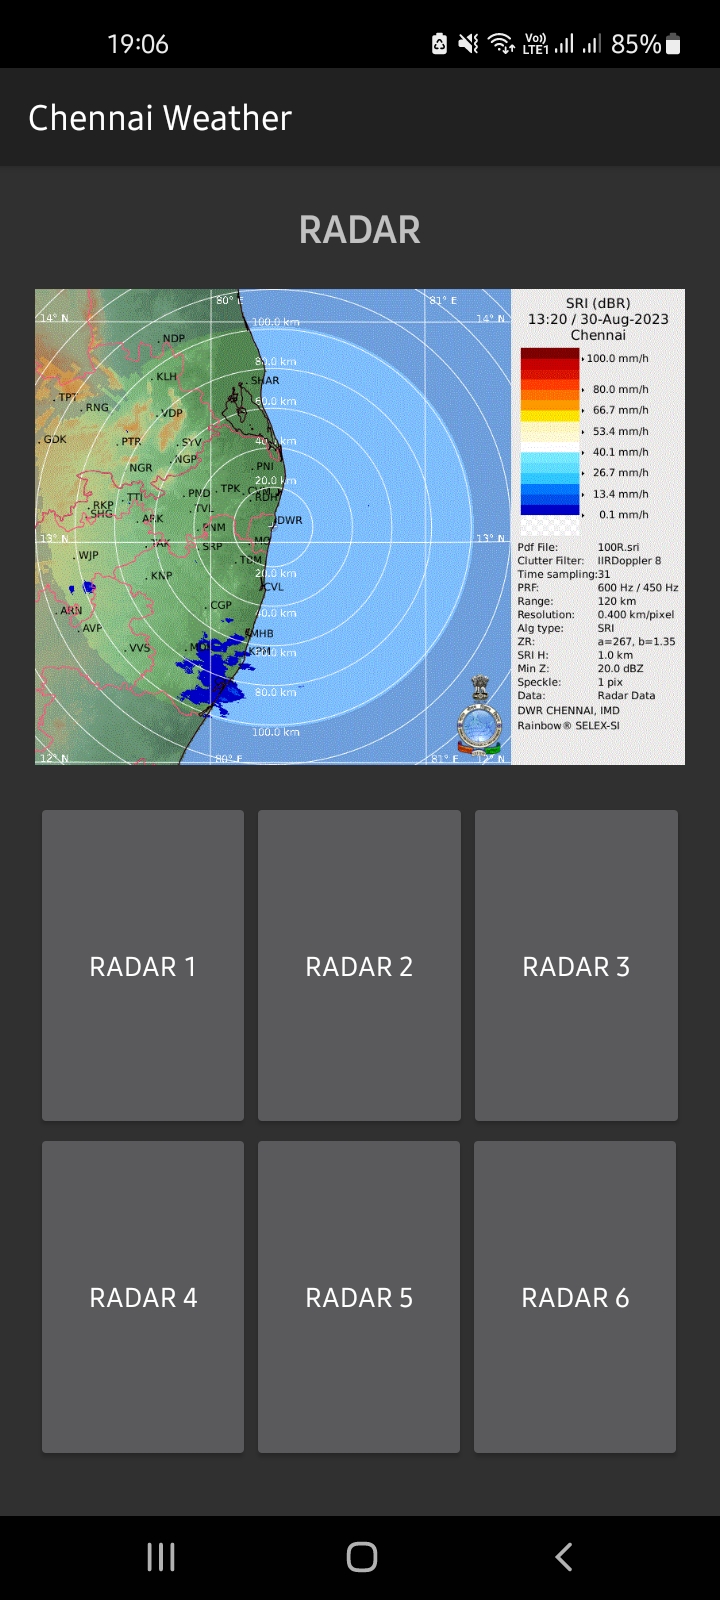 19:06
Vo)) LTE1
85%
Chennai Weather
RADAR
80° E
81° E
14° N
14° N
100.0 km
NDP
80.0 km
KLH
SHAR
TPT
RNG
60.0 km
VDP
GDK
PTR
SYV
40.0 km
NGP
NGR
PNI
TPK
PMD
TTI
RDH
RKP
SHG
TVL
ARK
DWR
PNM
13° N
13° N
TAK
SRP
WJP
TBM
KNP
20.0 km
CVL
CGP
ARN
40.0 km
AVP
MHB
VVS
KPM
60.0 km
80.0 km
100.0 km
12° N
80° E
81° E
12° N
SRI (dBR)
13:20 / 30-Aug-2023
Chennai
100.0 mm/h
80.0 mm/h
66.7 mm/h
53.4 mm/h
40.1 mm/h
26.7 mm/h
13.4 mm/h
0.1 mm/h
Pdf File: 100R.sri
Clutter Filter: IIRDoppler 8
Time sampling:31
PRF: 600 Hz / 450 Hz
Range: 120 km
Resolution: 0.400 km/pixel
Alg type: SRI
ZR: a=267, b=1.35
SRI H: 1.0 km
Min Z: 20.0 dBZ
Speckle: 1 pix
Data: Radar Data
DWR CHENNAI, IMD
Rainbow® SELEX-SI
RADAR 1
RADAR 2
RADAR 3
RADAR 4
RADAR 5
RADAR 6